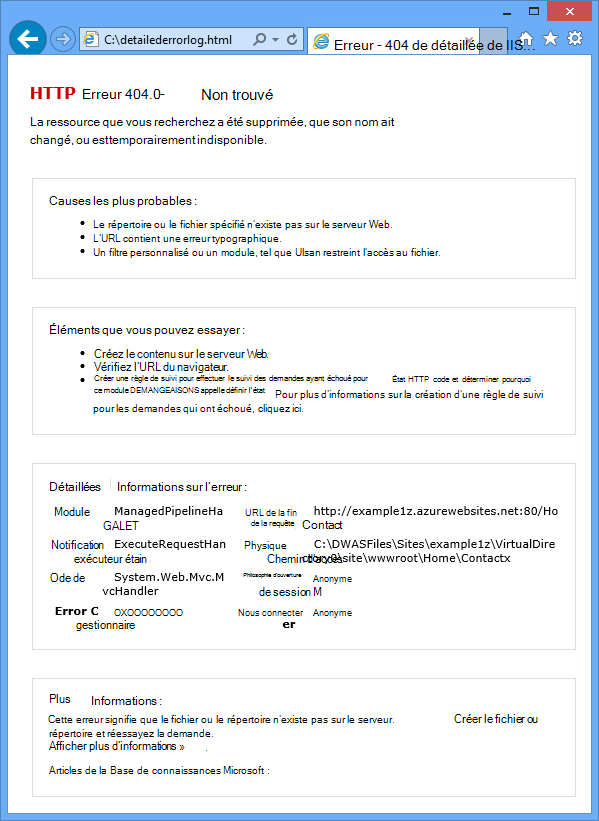 C:\detailederrorlog.html
Erreur - 404 de détaillée de IIS...
HTTP Erreur 404.0- Non trouvé
La ressource que vous recherchez a été supprimée, que son nom ait
changé, ou esttemporairement indisponible.
Causes les plus probables :
• Le répertoire ou le fichier spécifié n'existe pas sur le serveur Web.
• L'URL contient une erreur typographique.
• Un filtre personnalisé ou un module, tel que Ulsan restreint l'accès au fichier.
Éléments que vous pouvez essayer :
• Créez le contenu sur le serveur Web.
• Vérifiez l'URL du navigateur.
• Créer une règle de suivi pour effectuer le suivi des demandes ayant échoué pour État HTTP code et déterminer pourquoi
ce module DEMANGEAISONS appelle définir l'état Pour plus d'informations sur la création d'une règle de suivi
pour les demandes qui ont échoué, cliquez ici.
Détaillées Informations sur l'erreur :
Module ManagedPipelineHa URL de la fin http://example1z.azurewebsites.net:80/Ho
GALET de la requête Contact
Notification ExecuteRequestHan Physique C:\DWASFiles\Sites\example1z\VirtualDire
exécuteur étain Chemin d'accès ctory0\site\wwwroot\Home\Contactx
Ode de System.Web.Mvc.M Philosophie d'ouverture Anonyme
vcHandler de session M
Error C OXOOOOOOOO Nous connecter Anonyme
gestionnaire er
Plus Informations :
Cette erreur signifie que le fichier ou le répertoire n'existe pas sur le serveur. Créer le fichier ou
répertoire et réessayez la demande.
Afficher plus d'informations » .
Articles de la Base de connaissances Microsoft :